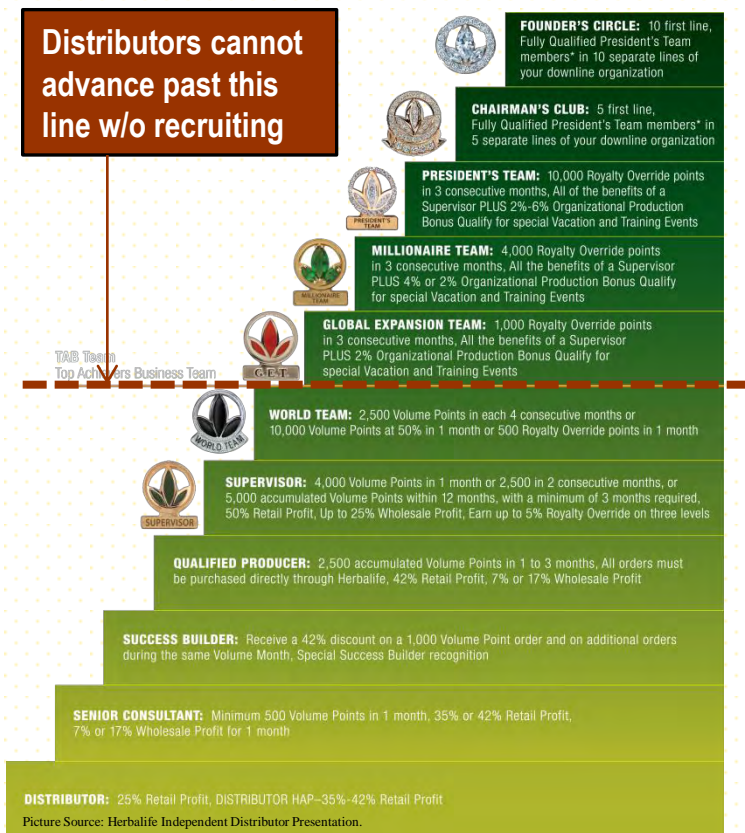 Distributors cannot
advance past this
line w/o recruiting
FOUNDER'S CIRCLE: 10 first line,
Fully Qualified President's Team
members* in 10 separate lines of
your downline organization
CHAIRMAN'S CLUB: 5 first line,
Fully Qualified President's Team members* in
5 separate lines of your downline organization
PRESIDENT'S
TEAM
PRESIDENT'S TEAM: 10,000 Royalty Override points
in 3 consecutive months, All of the benefits of a
Supervisor PLUS 2%-6% Organizational Production
Bonus Qualify for special Vacation and Training Events
MILLIONAIRE
TEAM
MILLIONAIRE TEAM: 4,000 Royalty Override points
in 3 consecutive months, All the benefits of a Supervisor
PLUS 4% or 2% Organizational Production Bonus Qualify
for special Vacation and Training Events
G.E.T.
GLOBAL EXPANSION TEAM: 1,000 Royalty Override points
in 3 consecutive months, All the benefits of a Supervisor
PLUS 2% Organizational Production Bonus Qualify for
special Vacation and Training Events
TAB Team
Top Achievers Business Team
WORLD TEAM
WORLD TEAM: 2,500 Volume Points in each 4 consecutive months or
10,000 Volume Points at 50% in 1 month or 500 Royalty Override points in 1 month
SUPERVISOR
SUPERVISOR: 4,000 Volume Points in 1 month or 2,500 in 2 consecutive months, or
5,000 accumulated Volume Points within 12 months, with a minimum of 3 months required,
50% Retail Profit, Up to 25% Wholesale Profit, Earn up to 5% Royalty Override on three levels
QUALIFIED PRODUCER: 2,500 accumulated Volume Points in 1 to 3 months, All orders must
be purchased directly through Herbalife, 42% Retail Profit, 7% or 17% Wholesale Profit
SUCCESS BUILDER: Receive a 42% discount on a 1,000 Volume Point order and on additional orders
during the same Volume Month, Special Success Builder recognition
SENIOR CONSULTANT: Minimum 500 Volume Points in 1 month, 35% or 42% Retail Profit,
7% or 17% Wholesale Profit for 1 month
DISTRIBUTOR: 25% Retail Profit, DISTRIBUTOR HAP–35%-42% Retail Profit
Picture Source: Herbalife Independent Distributor Presentation.